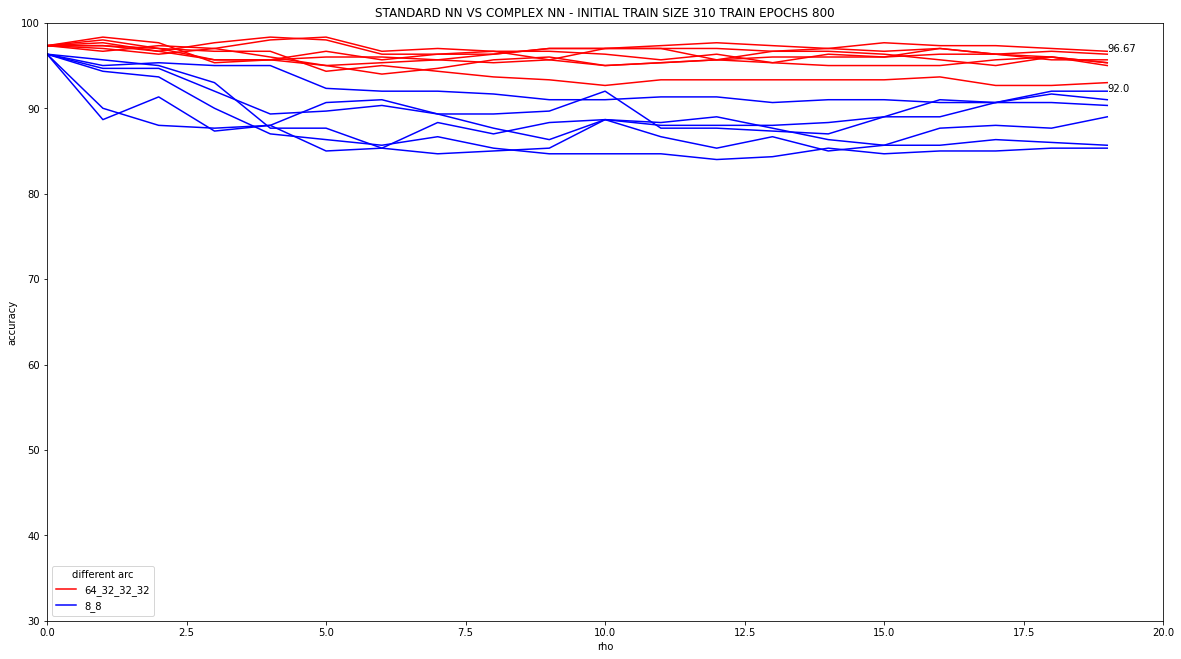 STANDARD NN VS COMPLEX NN - INITIAL TRAIN SIZE 310 TRAIN EPOCHS 800
100
90
80
70
60
50
40
30
accuracy
96.67
92.0
different arc
64_32_32_32
8_8
0.0 2.5 5.0 7.5 10.0 12.5 15.0 17.5 20.0
rho